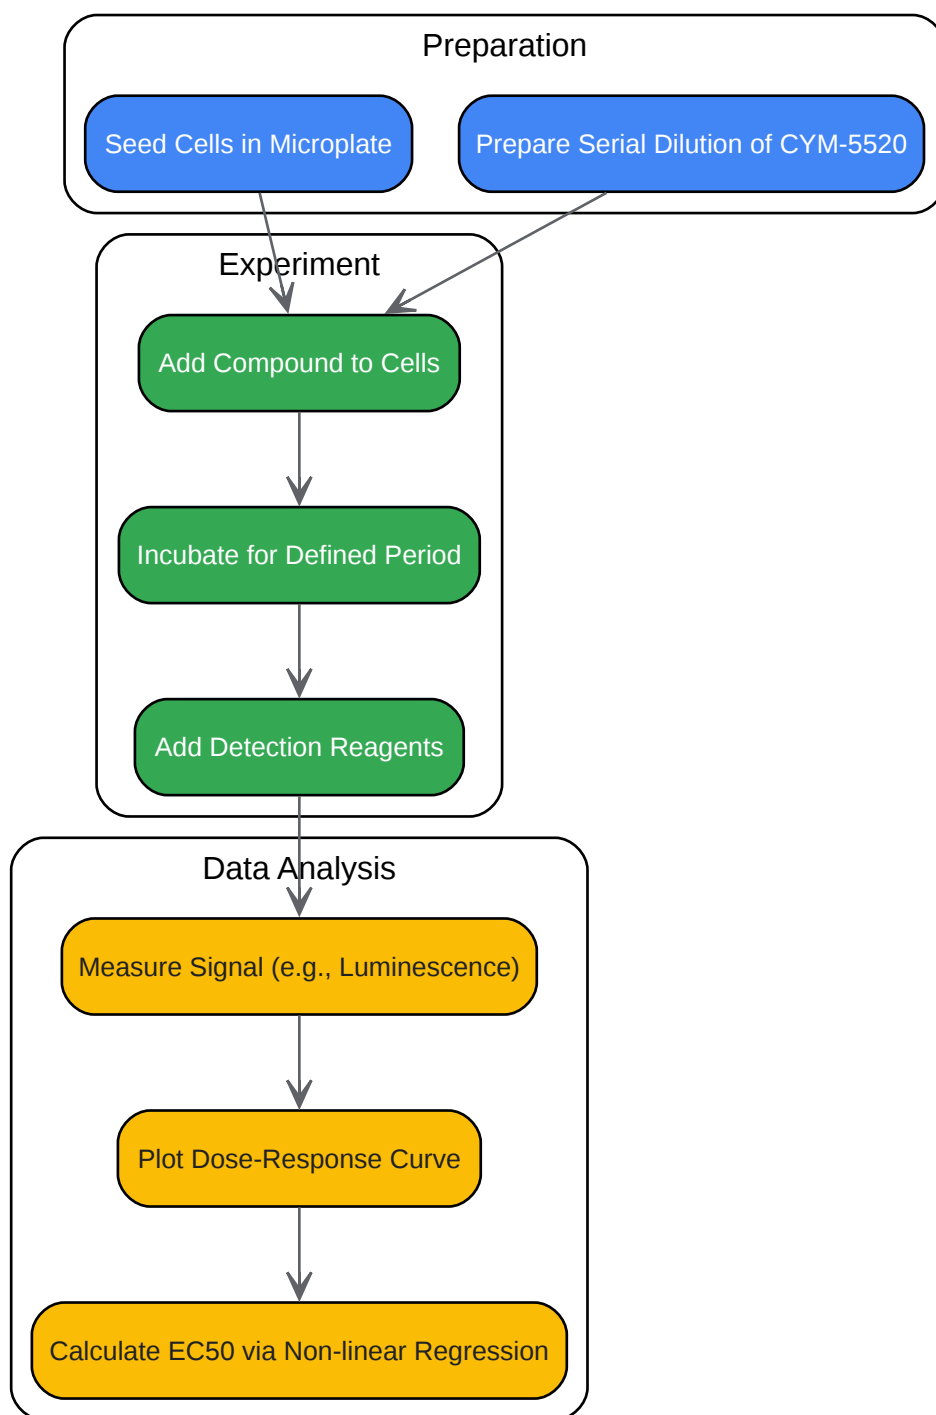 Preparation
Seed Cells in Microplate
Prepare Serial Dilution of CYM-5520
Experiment
Add Compound to Cells
Incubate for Defined Period
Add Detection Reagents
Data Analysis
Measure Signal (e.g., Luminescence)
Plot Dose-Response Curve
Calculate EC50 via Non-linear Regression